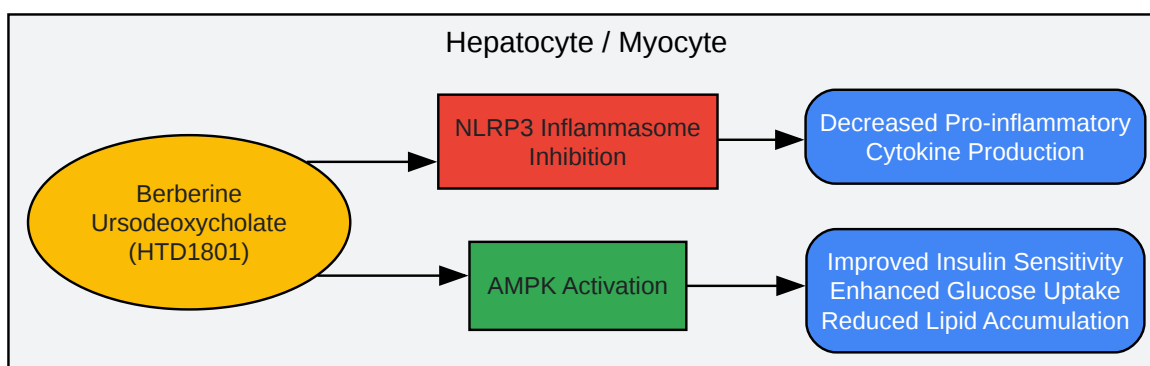 Hepatocyte / Myocyte
Berberine
Ursodeoxycholate
(HTD1801)
NLRP3 Inflammasome
Inhibition
Decreased Pro-inflammatory
Cytokine Production
AMPK Activation
Improved Insulin Sensitivity
Enhanced Glucose Uptake
Reduced Lipid Accumulation